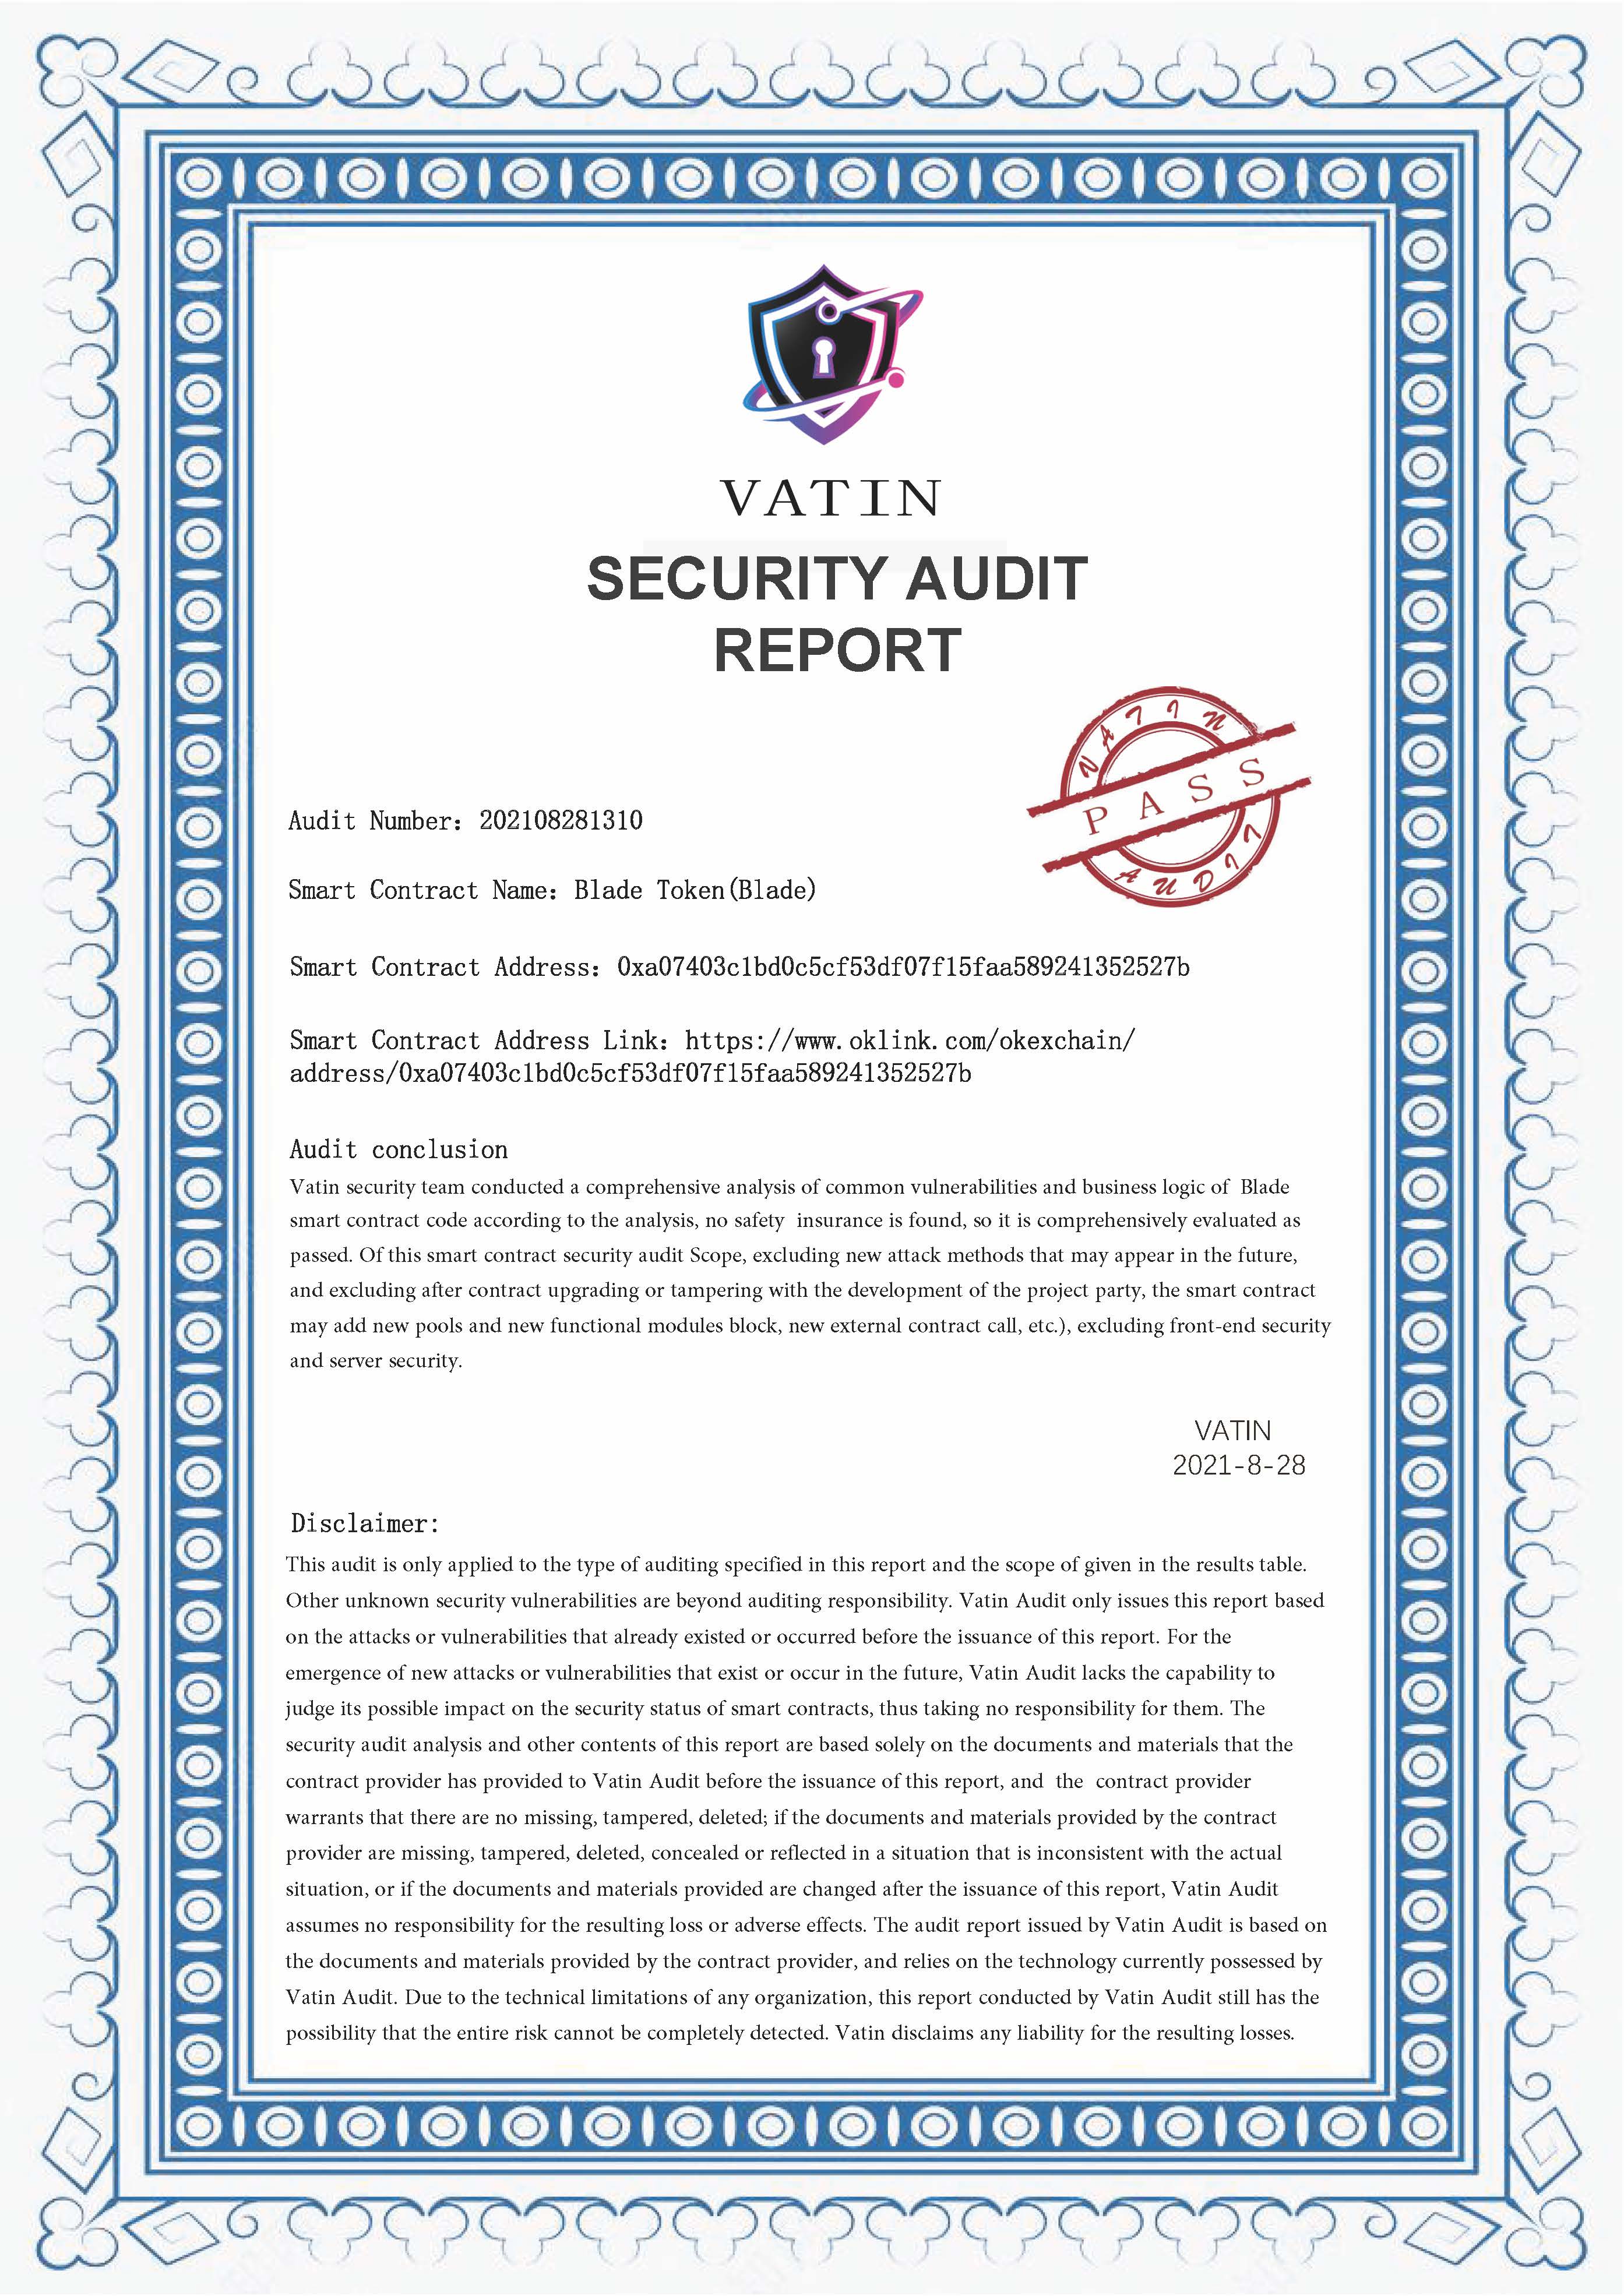 VATIN
SECURITY AUDIT
REPORT
VATIN
PASS
AUDIT
Audit Number: 202108281310
Smart Contract Name: Blade Token(Blade)
Smart Contract Address: 0xa07403c1bd0c5cf53df07f15faa589241352527b
Smart Contract Address Link: https://www.oklink.com/okexchain/
address/0xa07403c1bd0c5cf53df07f15faa589241352527b
Audit conclusion
Vatin security team conducted a comprehensive analysis of common vulnerabilities and business logic of Blade
smart contract code according to the analysis, no safety insurance is found, so it is comprehensively evaluated as
passed. Of this smart contract security audit Scope, excluding new attack methods that may appear in the future,
and excluding after contract upgrading or tampering with the development of the project party, the smart contract
may add new pools and new functional modules block, new external contract call, etc.), excluding front-end security
and server security.
VATIN
2021-8-28
Disclaimer:
This audit is only applied to the type of auditing specified in this report and the scope of given in the results table.
Other unknown security vulnerabilities are beyond auditing responsibility. Vatin Audit only issues this report based
on the attacks or vulnerabilities that already existed or occurred before the issuance of this report. For the
emergence of new attacks or vulnerabilities that exist or occur in the future, Vatin Audit lacks the capability to
judge its possible impact on the security status of smart contracts, thus taking no responsibility for them. The
security audit analysis and other contents of this report are based solely on the documents and materials that the
contract provider has provided to Vatin Audit before the issuance of this report, and the contract provider
warrants that there are no missing, tampered, deleted; if the documents and materials provided by the contract
provider are missing, tampered, deleted, concealed or reflected in a situation that is inconsistent with the actual
situation, or if the documents and materials provided are changed after the issuance of this report, Vatin Audit
assumes no responsibility for the resulting loss or adverse effects. The audit report issued by Vatin Audit is based on
the documents and materials provided by the contract provider, and relies on the technology currently possessed by
Vatin Audit. Due to the technical limitations of any organization, this report conducted by Vatin Audit still has the
possibility that the entire risk cannot be completely detected. Vatin disclaims any liability for the resulting losses.